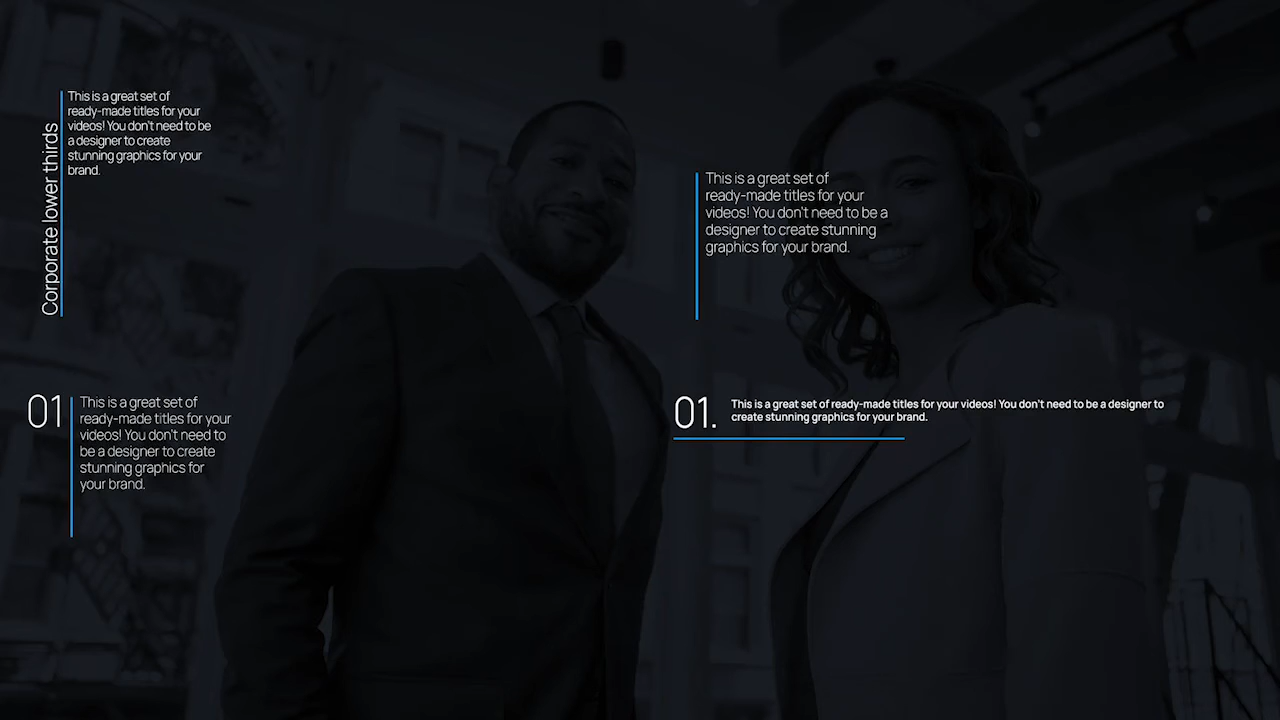 Corporate lower thirds
This is a great set of
ready-made titles for your
videos! You don't need to be
a designer to create
stunning graphics for your
brand.
This is a great set of
ready-made titles for your
videos! You don't need to be a
designer to create stunning
graphics for your brand.
01
This is a great set of
ready-made titles for your
videos! You don't need to
be a designer to create
stunning graphics for
your brand.
01.
This is a great set of ready-made titles for your videos! You don't need to be a designer to
create stunning graphics for your brand.